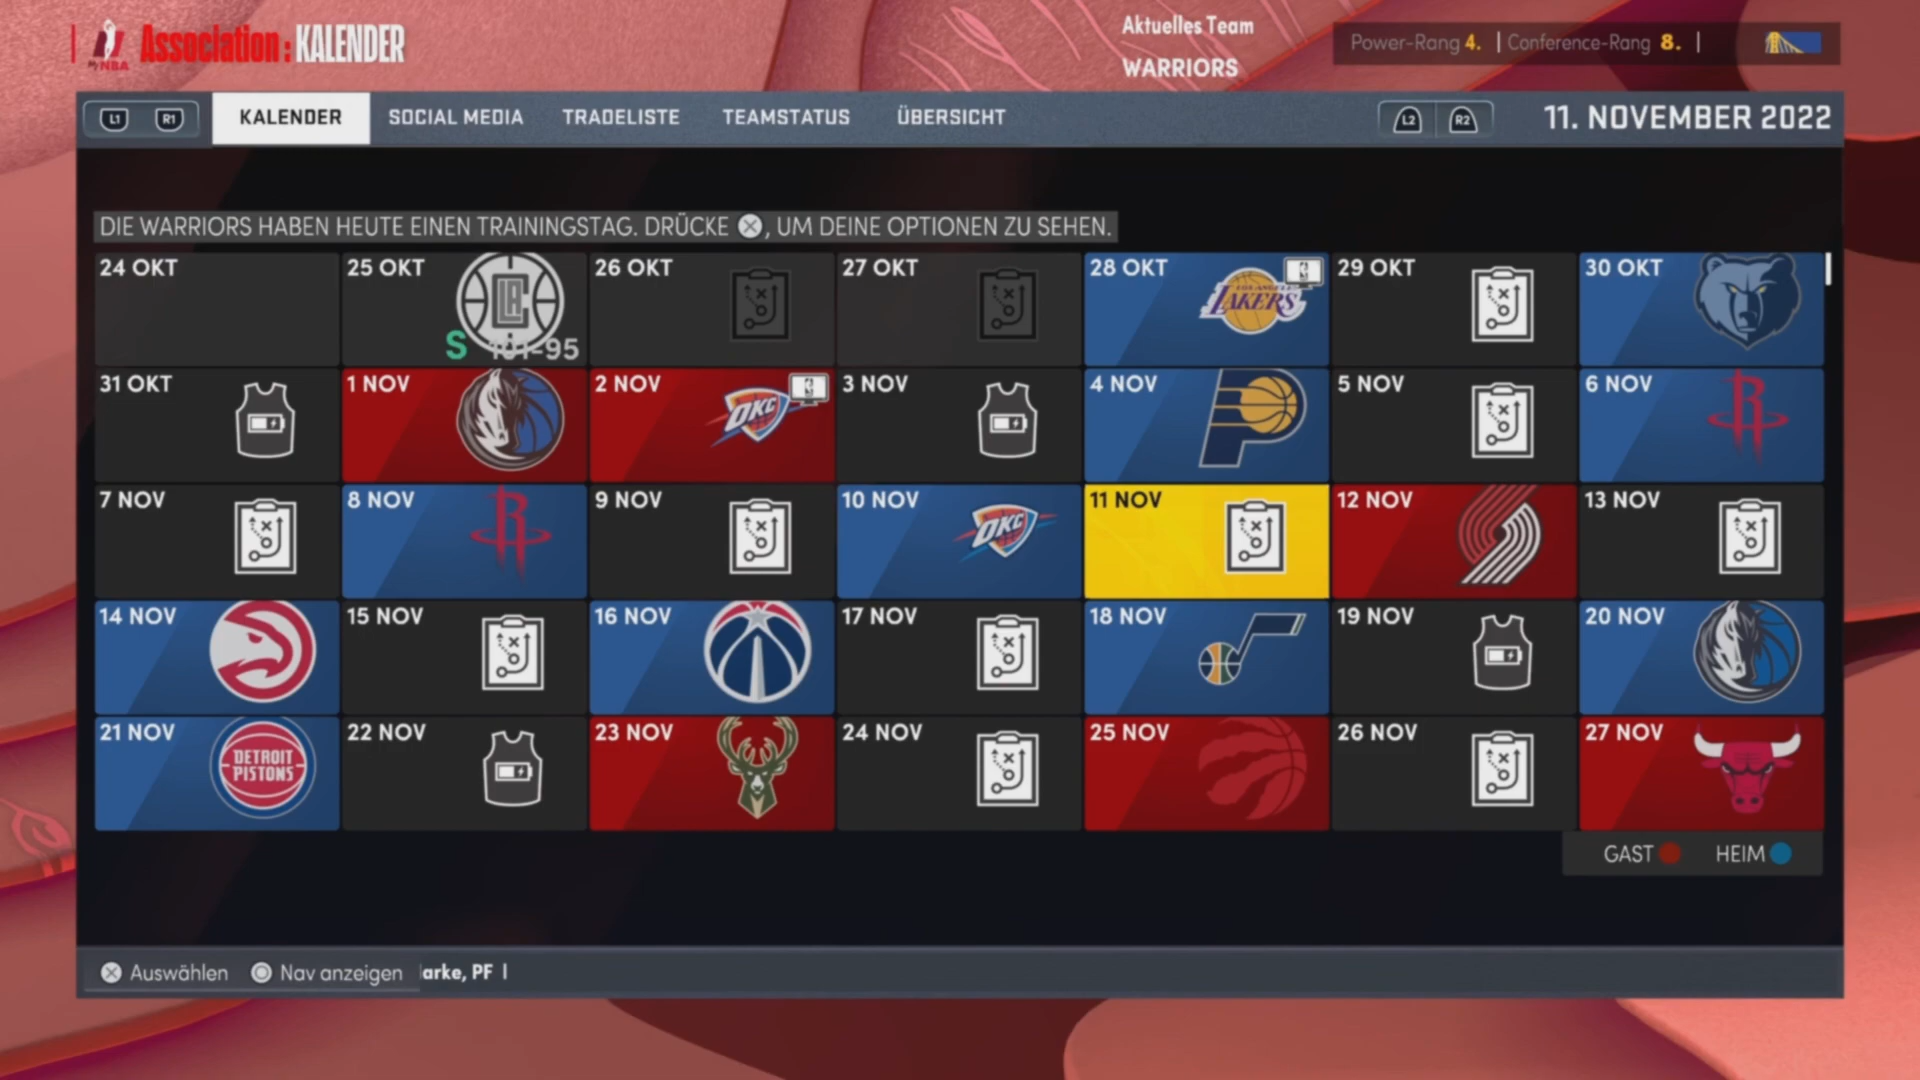 MyNBA
Association: KALENDER
Aktuelles Team
WARRIORS
Power-Rang 4. | Conference-Rang 8. |
L1 R1 KALENDER SOCIAL MEDIA TRADELISTE TEAMSTATUS ÜBERSICHT L2 R2 11. NOVEMBER 2022
DIE WARRIORS HABEN HEUTE EINEN TRAININGSTAG. DRÜCKE ⊗, UM DEINE OPTIONEN ZU SEHEN.
24 OKT 25 OKT 26 OKT 27 OKT 28 OKT 29 OKT 30 OKT
LA
LOS ANGELES
LAKERS
S 101-95
31 OKT 1 NOV 2 NOV 3 NOV 4 NOV 5 NOV 6 NOV
OKC R
7 NOV 8 NOV 9 NOV 10 NOV 11 NOV 12 NOV 13 NOV
R OKC
14 NOV 15 NOV 16 NOV 17 NOV 18 NOV 19 NOV 20 NOV
21 NOV 22 NOV 23 NOV 24 NOV 25 NOV 26 NOV 27 NOV
DETROIT
PISTONS
GAST HEIM
Auswählen Nav anzeigen arke, PF |